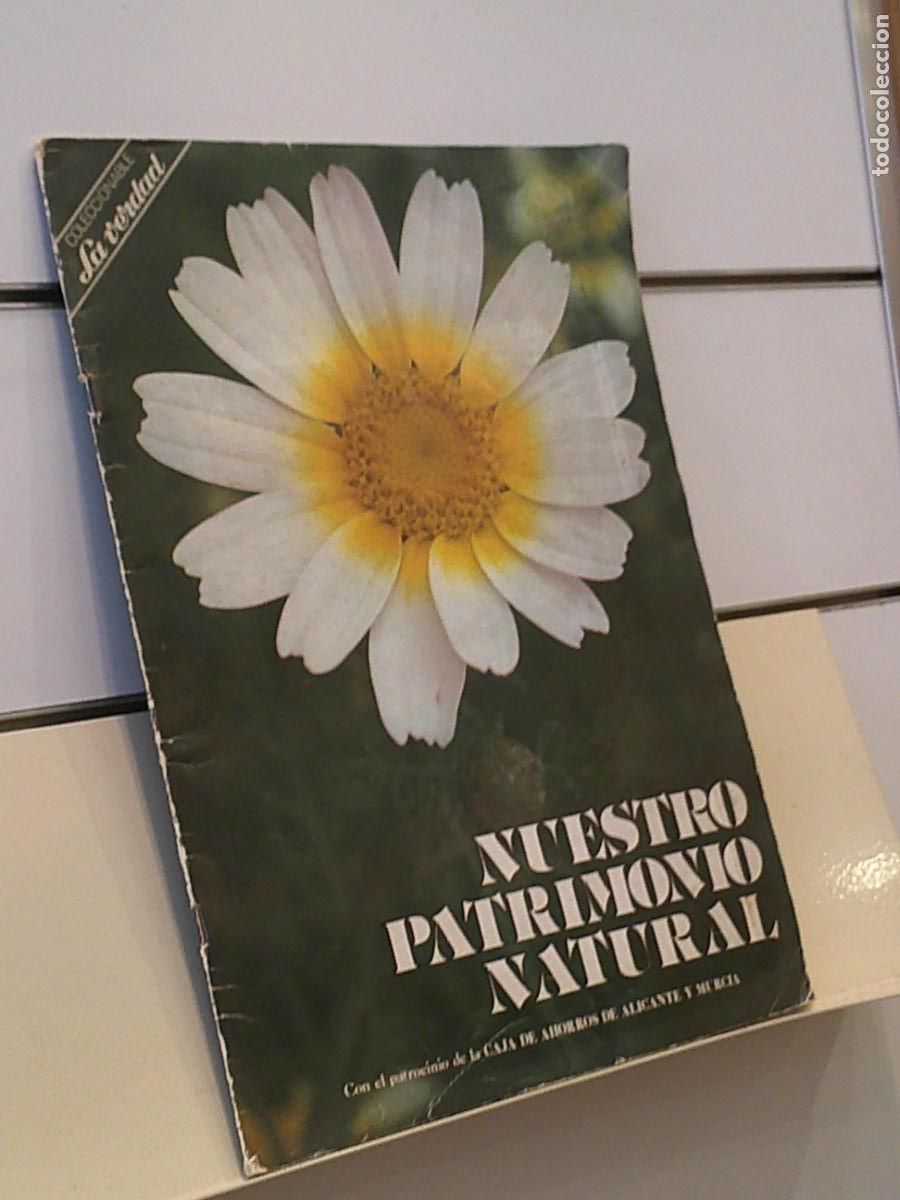 COLECCIONABLE
La verdad
NUESTRO
PATRIMONIO
NATURAL
Con el patrocinio de la CAJA DE AHORROS DE ALICANTE Y MURCIA
todocoleccion